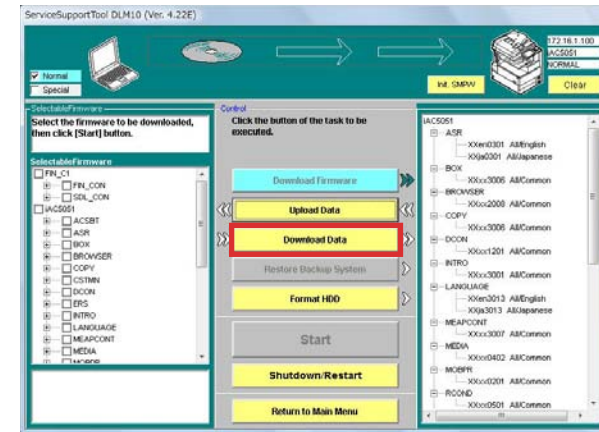 ServiceSupportTool DLM10 (Ver. 4.22E)
Normal
Special
172.16.1.100
iAC5051
NORMAL
Init. SMPW
Clear
SelectableFirmware
Select the firmware to be downloaded,
then click [Start] button.
SelectableFirmware
FIN_C1
FIN_CON
SDL_CON
iAC5051
ACSBT
ASR
BOX
BROWSER
COPY
CSTMN
DCON
ERS
INTRO
LANGUAGE
MEAPCONT
MEDIA
MOBPR
Control
Click the button of the task to be
executed.
Download Firmware
Upload Data
Download Data
Restore Backup System
Format HDD
Start
Shutdown/Restart
Return to Main Menu
iAC5051
ASR
XXen0301 All/English
XXja0301 All/Japanese
BOX
XXxx3006 All/Common
BROWSER
XXxx2000 All/Common
COPY
XXxx3006 All/Common
DCON
XXxx1201 All/Common
INTRO
XXxx3001 All/Common
LANGUAGE
XXen3013 All/English
XXja3013 All/Japanese
MEAPCONT
XXxx3007 All/Common
MEDIA
XXxx0402 All/Common
MOBPR
XXxx0201 All/Common
RCOND
XXxx0501 All/Common